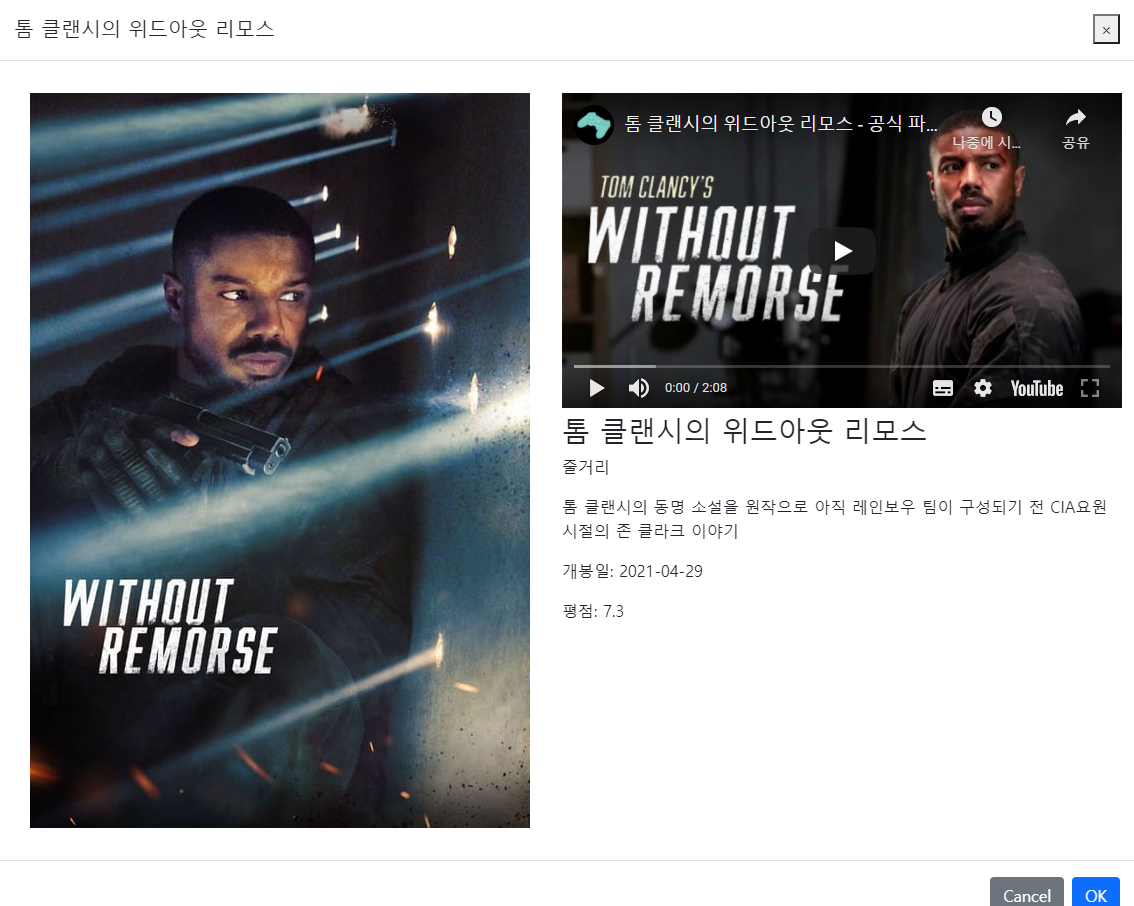 톰 클랜시의 위드아웃 리모스
×
WITHOUT
REMORSE
톰 클랜시의 위드아웃 리모스 - 공식 파...
나중에 시...
공유
TOM CLANCY'S
WITHOUT
REMORSE
0:00 / 2:08
YouTube
톰 클랜시의 위드아웃 리모스
줄거리
톰 클랜시의 동명 소설을 원작으로 아직 레인보우 팀이 구성되기 전 CIA요원
시절의 존 클라크 이야기
개봉일: 2021-04-29
평점: 7.3
Cancel
OK